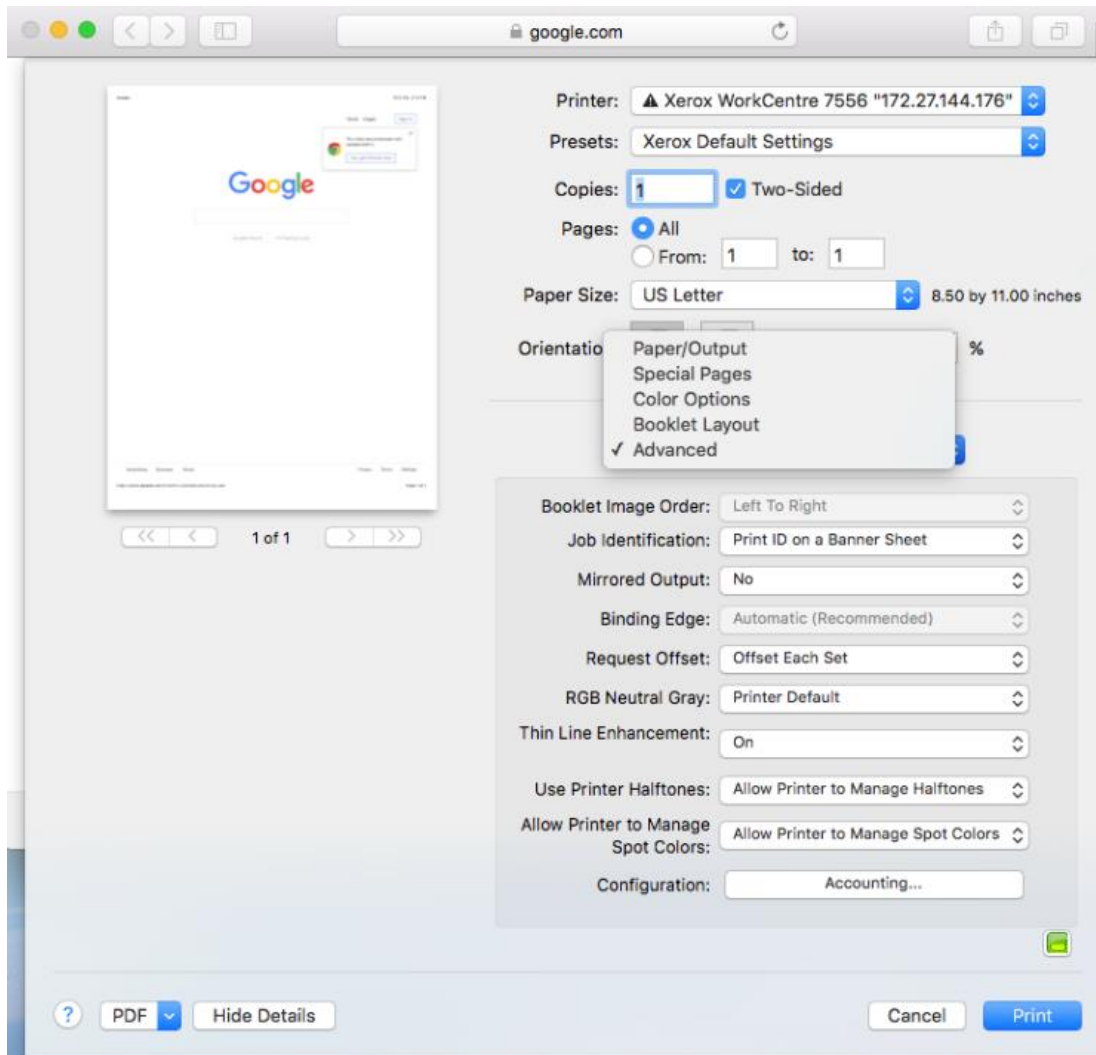 google.com
Google
1 of 1
Printer: Xerox WorkCentre 7556 "172.27.144.176"
Presets: Xerox Default Settings
Copies: 1 Two-Sided
Pages: All
From: 1 to: 1
Paper Size: US Letter 8.50 by 11.00 inches
Orientatio %
Paper/Output
Special Pages
Color Options
Booklet Layout
✓ Advanced
Booklet Image Order: Left To Right
Job Identification: Print ID on a Banner Sheet
Mirrored Output: No
Binding Edge: Automatic (Recommended)
Request Offset: Offset Each Set
RGB Neutral Gray: Printer Default
Thin Line Enhancement: On
Use Printer Halftones: Allow Printer to Manage Halftones
Allow Printer to Manage
Spot Colors: Allow Printer to Manage Spot Colors
Configuration: Accounting...
? PDF Hide Details Cancel Print